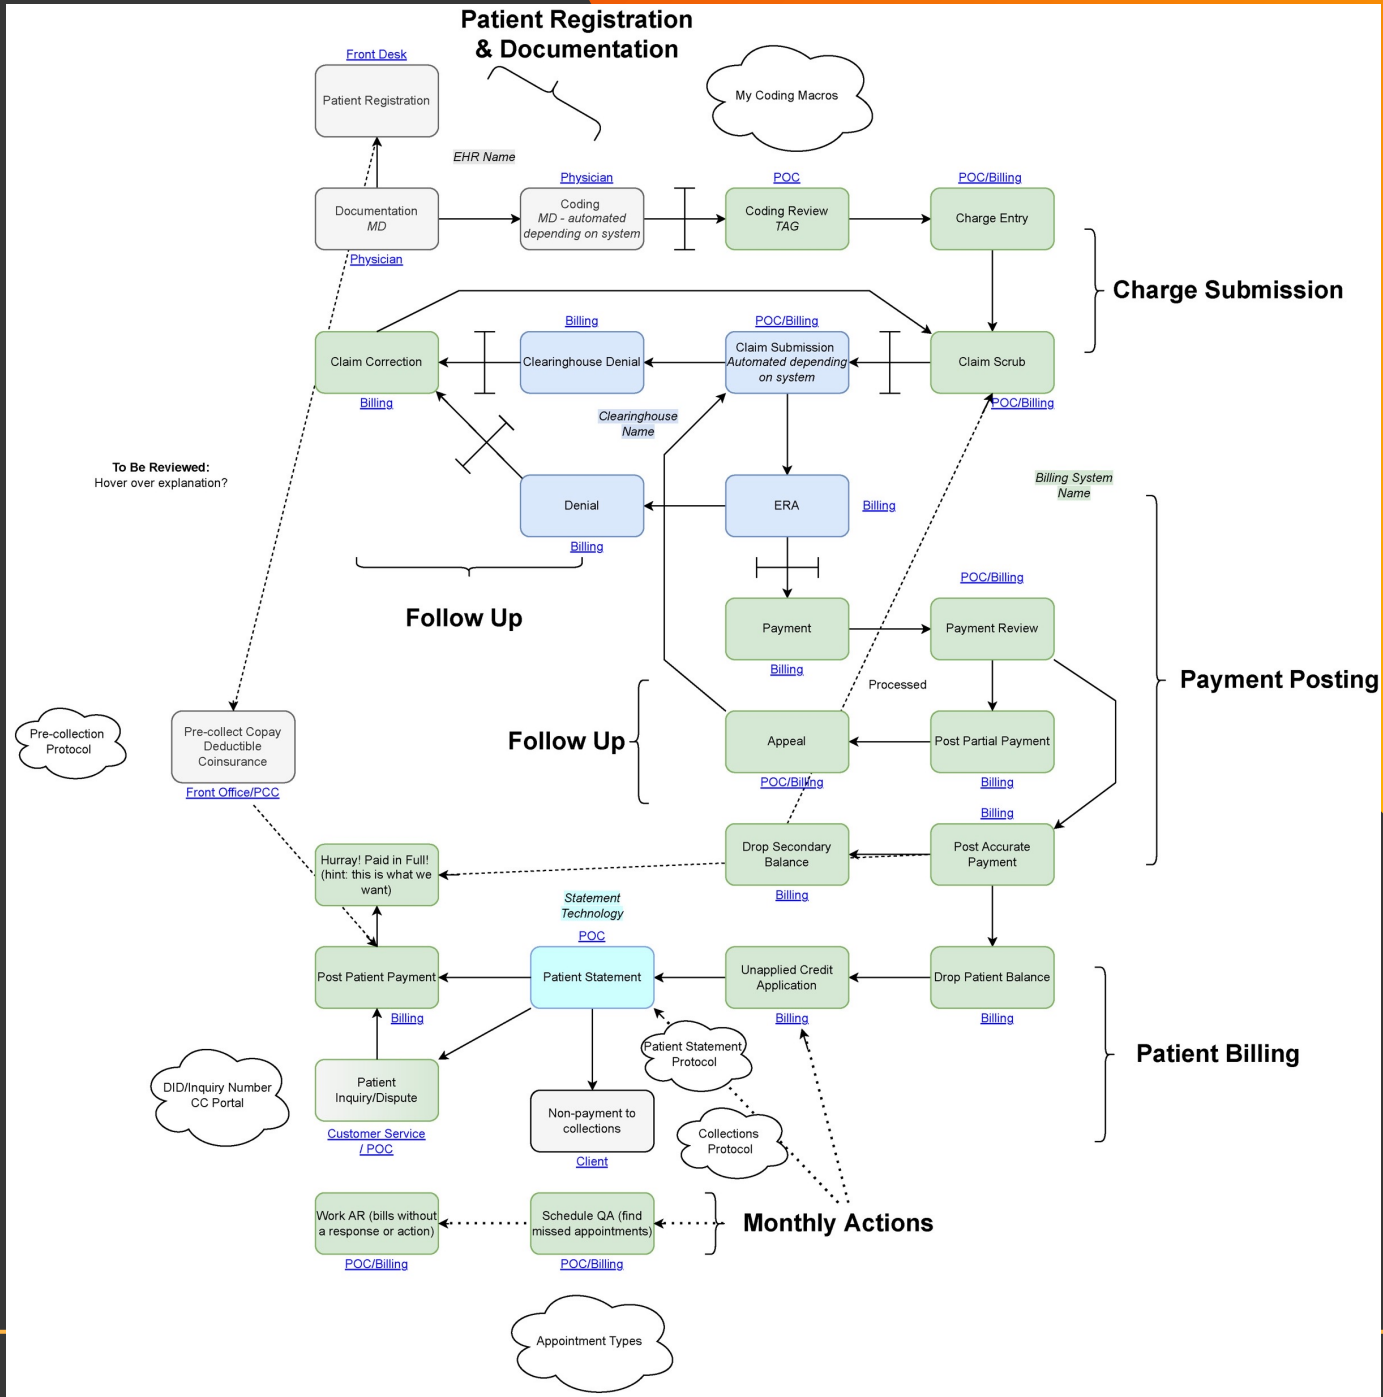 Patient Registration
& Documentation
Front Desk
Patient Registration
My Coding Macros
EHR Name
Physician
POC
POC/Billing
Documentation
MD
Coding
MD - automated
depending on system
Coding Review
TAG
Charge Entry
Physician
Charge Submission
Billing
POC/Billing
Claim Correction
Clearinghouse Denial
Claim Submission
Automated depending
on system
Claim Scrub
Billing
POC/Billing
Clearinghouse
Name
To Be Reviewed:
Hover over explanation?
Billing System
Name
Denial
ERA
Billing
Billing
POC/Billing
Follow Up
Payment
Payment Review
Billing
Payment Posting
Processed
Pre-collection
Protocol
Pre-collect Copay
Deductible
Coinsurance
Follow Up
Appeal
Post Partial Payment
Front Office/PCC
POC/Billing
Billing
Billing
Hurray! Paid in Full!
(hint: this is what we
want)
Drop Secondary
Balance
Post Accurate
Payment
Statement
Technology
Billing
POC
Post Patient Payment
Patient Statement
Unapplied Credit
Application
Drop Patient Balance
Billing
Billing
Billing
Patient Statement
Protocol
Patient Billing
DID/Inquiry Number
CC Portal
Patient
Inquiry/Dispute
Non-payment to
collections
Collections
Protocol
Customer Service
/ POC
Client
Work AR (bills without
a response or action)
Schedule QA (find
missed appointments)
Monthly Actions
POC/Billing
POC/Billing
Appointment Types